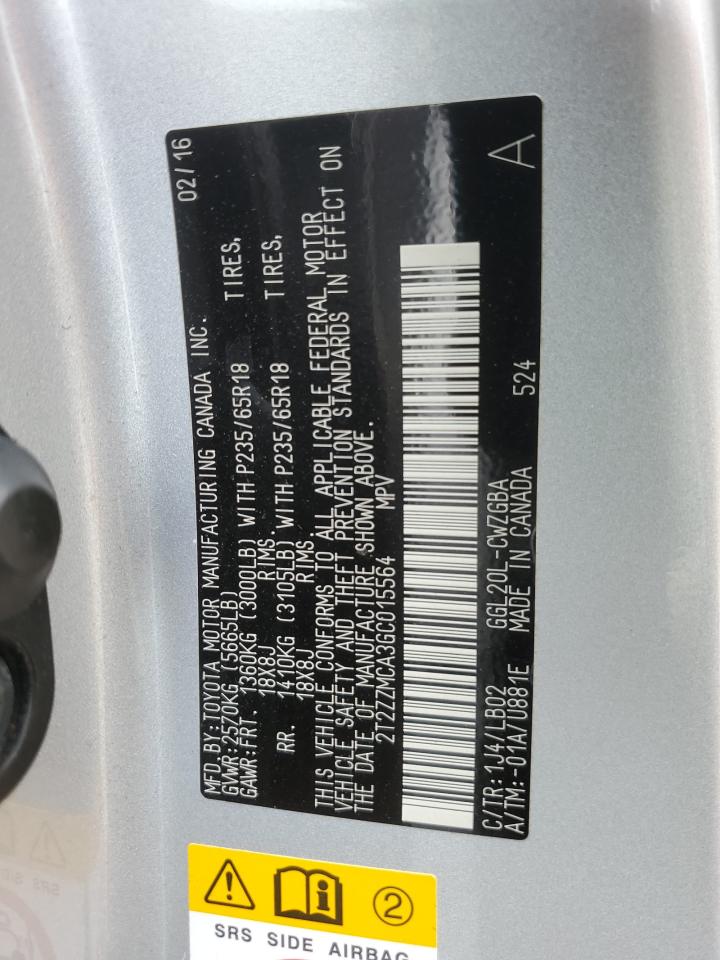 MFD.BY:TOYOTA MOTOR MANUFACTURING CANADA INC. 02/16
GVWR:2570KG (5665LB)
GAWR:FRT. 1360KG (3000LB) WITH P235/65R18 TIRES,
18X8J RIMS.
RR. 1410KG (3105LB) WITH P235/65R18 TIRES,
18X8J RIMS.
THIS VEHICLE CONFORMS TO ALL APPLICABLE FEDERAL MOTOR
VEHICLE SAFETY AND THEFT PREVENTION STANDARDS IN EFFECT ON
THE DATE OF MANUFACTURE SHOWN ABOVE.
2T2ZZMCA3GC015564 MPV
C/TR:1J4/LB02 GGL20L-CWZGBA
A/TM:-01A/U881E MADE IN CANADA 524 A
2
SRS SIDE AIRBAG